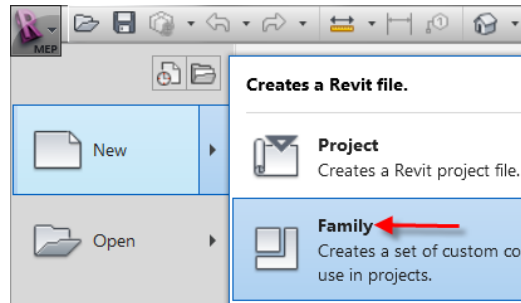 MEP
Creates a Revit file.
New
Project
Creates a Revit project file.
Family
Creates a set of custom co
use in projects.
Open